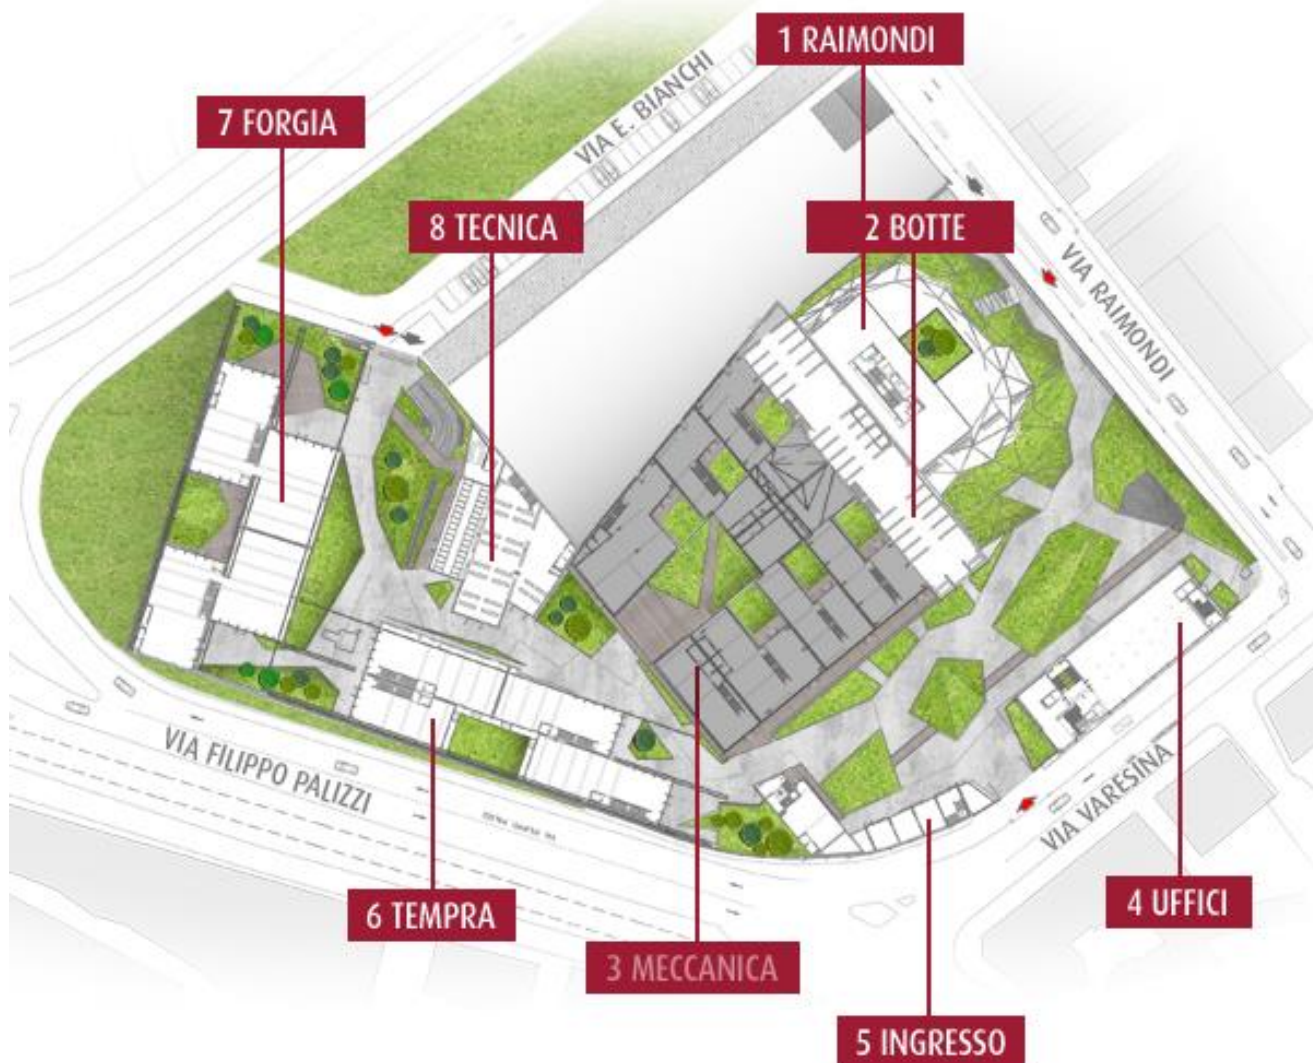 1 RAIMONDI
VIA E. BIANCHI
7 FORGIA
8 TECNICA
2 BOTTE
VIA RAIMONDI
VIA FILIPPO PALIZZI
VIA VARESINA
6 TEMPRA
4 UFFICI
3 MECCANICA
5 INGRESSO